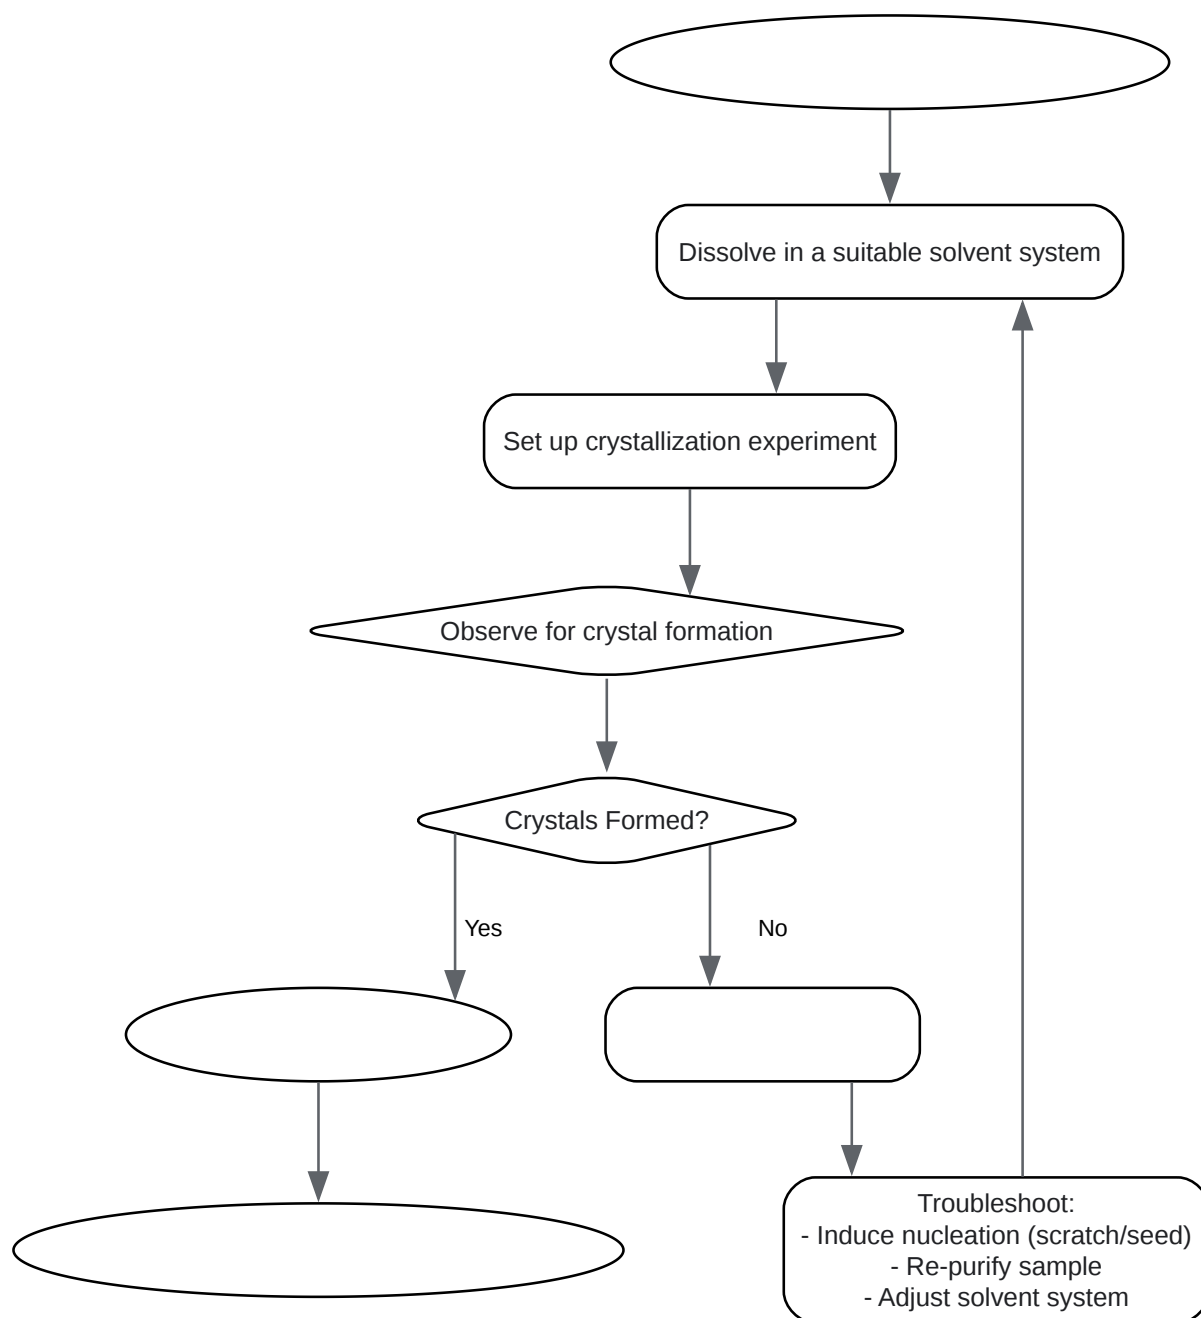 Dissolve in a suitable solvent system
Set up crystallization experiment
Observe for crystal formation
Crystals Formed?
Yes
No
Troubleshoot:
- Induce nucleation (scratch/seed)
- Re-purify sample
- Adjust solvent system